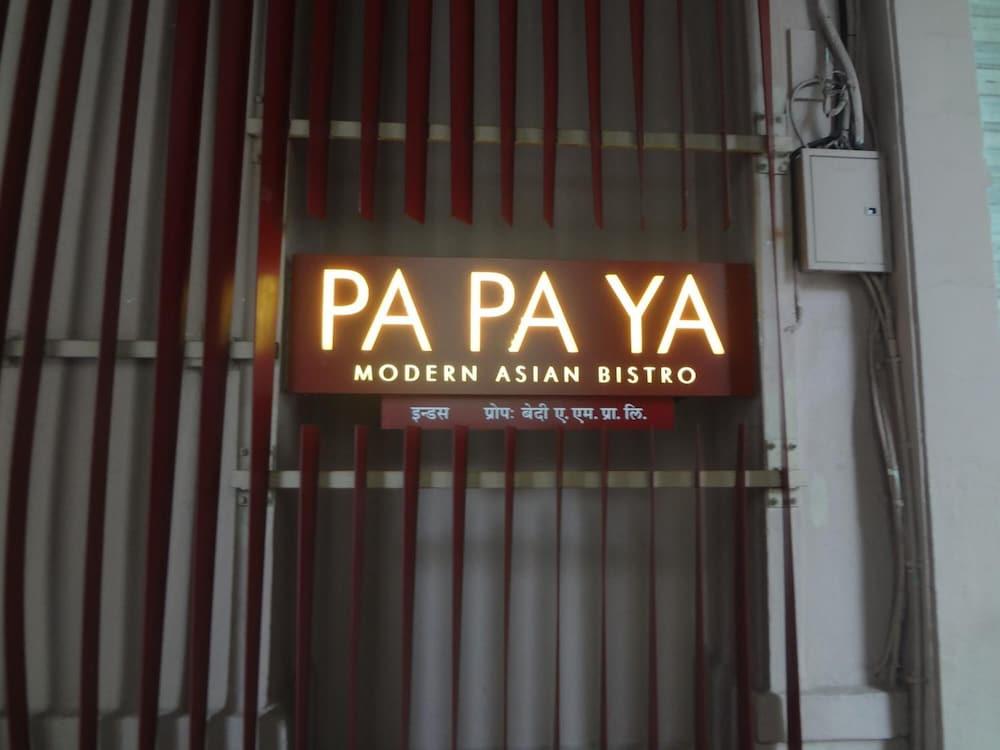 PA PA YA
MODERN ASIAN BISTRO
इन्डस प्रोपः बेदी ए. एम. प्रा. लि.